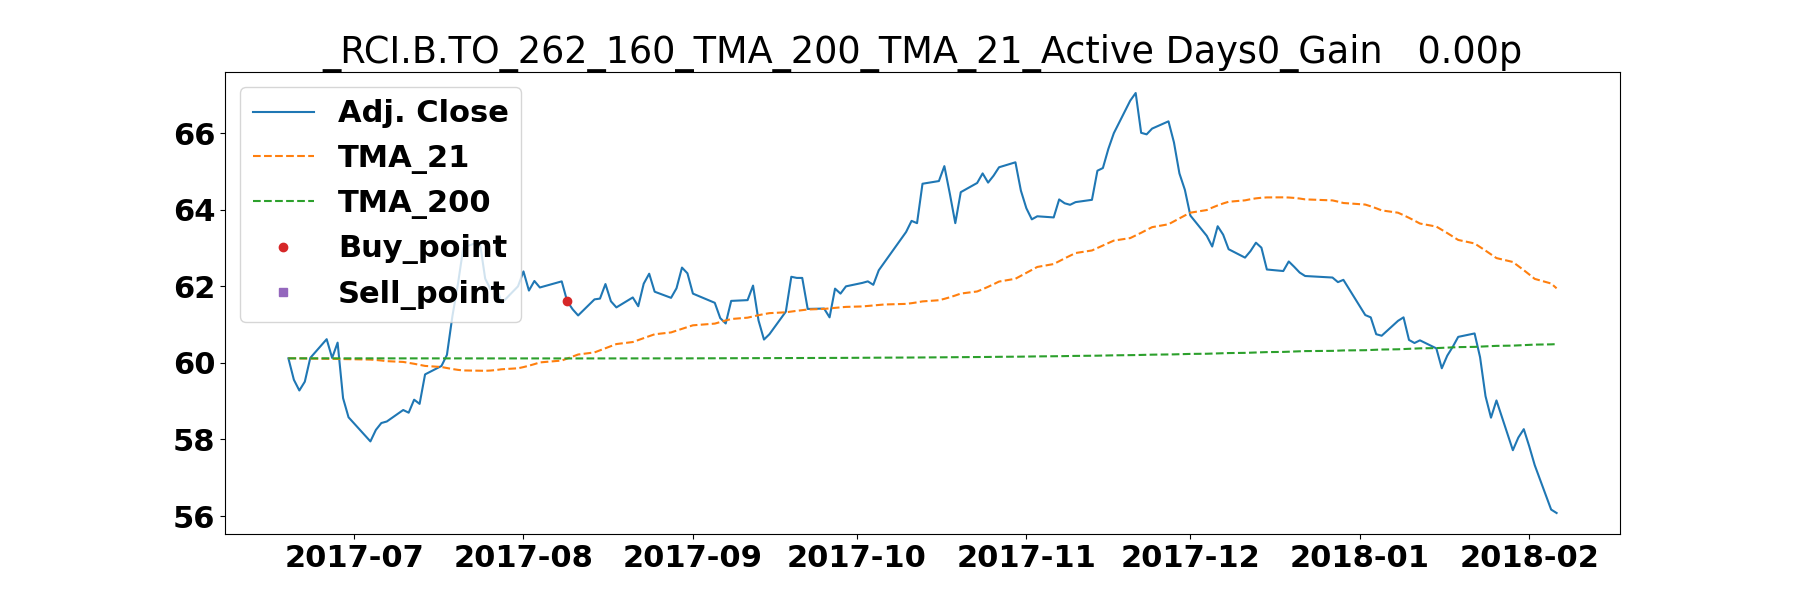 _RCI.B.TO_262_160_TMA_200_TMA_21_Active Days0_Gain   0.00p
Adj. Close
TMA_21
TMA_200
Buy_point
Sell_point
66
64
62
60
58
56
2017-07 2017-08 2017-09 2017-10 2017-11 2017-12 2018-01 2018-02